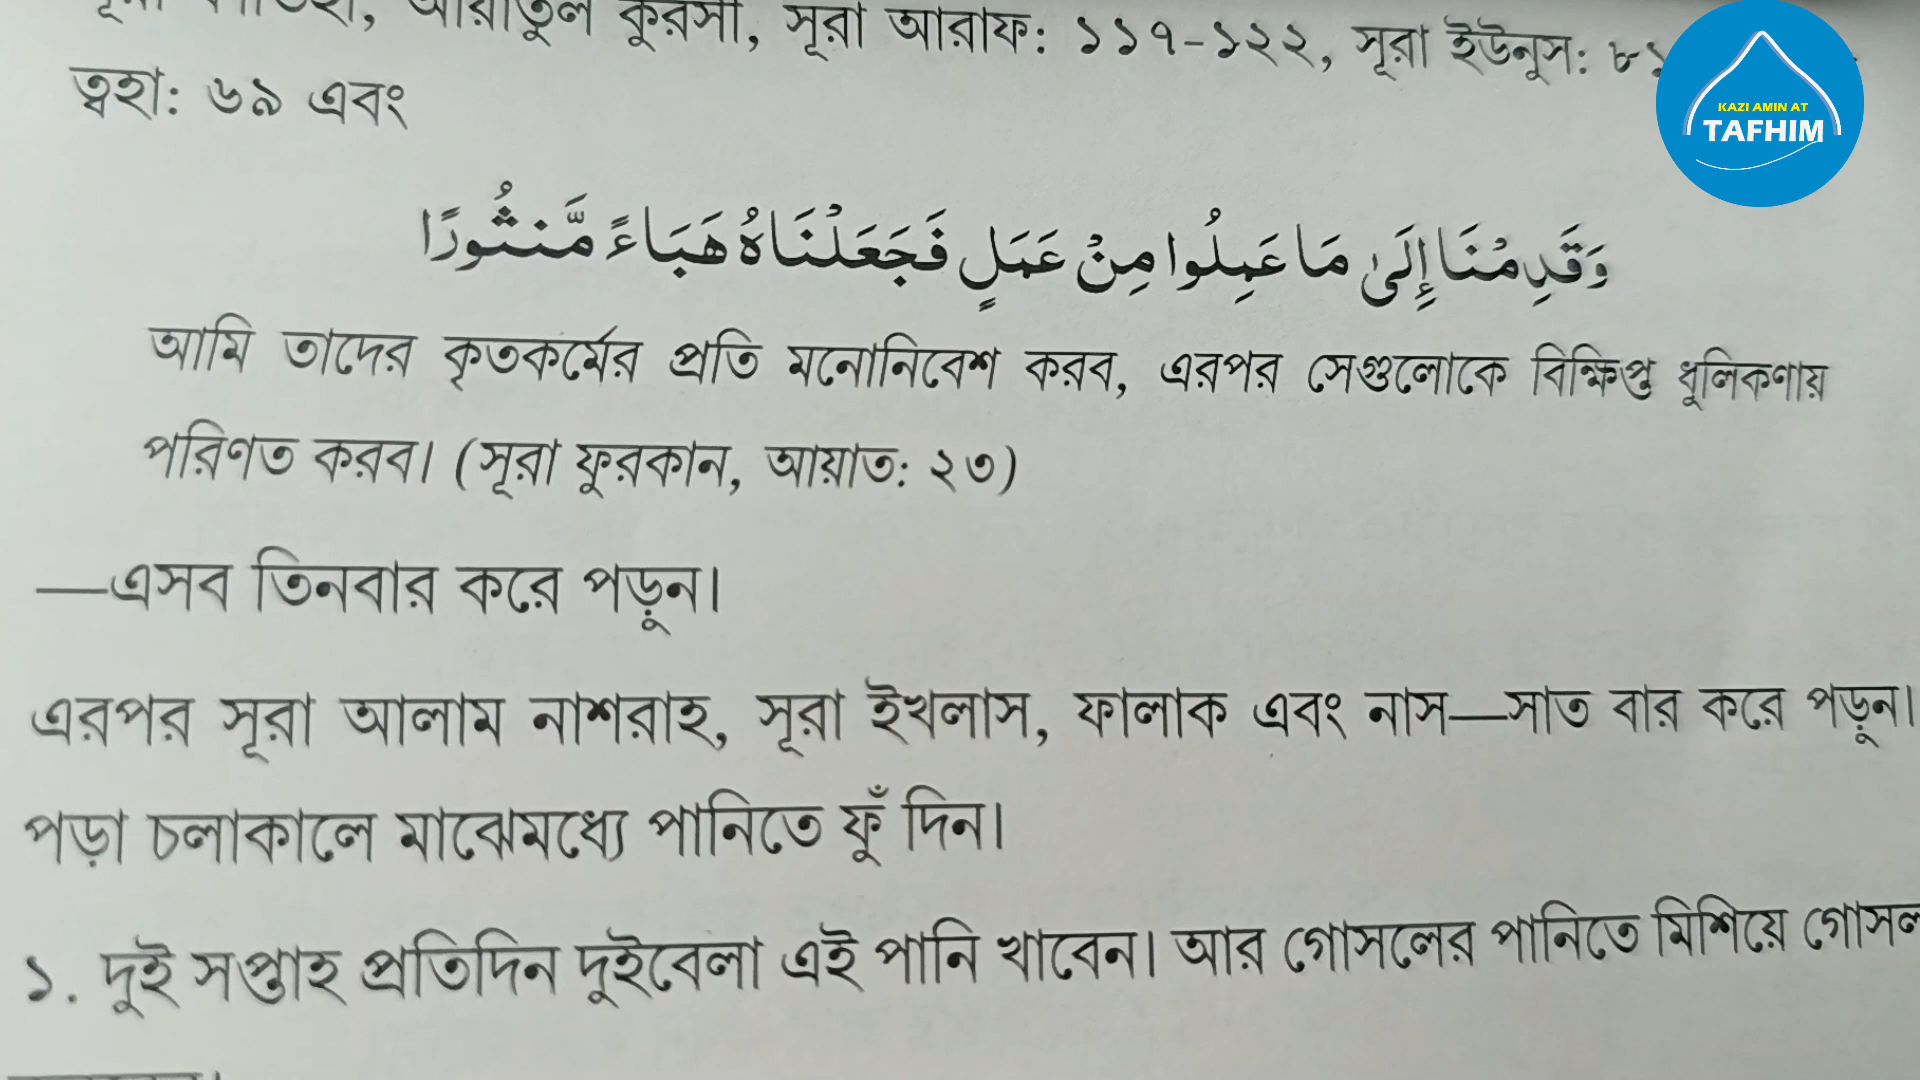 আয়াতুল কুরসী, সূরা আরাফ: ১১৭-১২২, সূরা ইউনুস: ৮১
ত্বহা: ৬৯ এবং
KAZI AMIN AT
TAFHIM
وَقَدِمْنَا إِلَىٰ مَا عَمِلُوا مِنْ عَمَلٍ فَجَعَلْنَاهُ هَبَاءً مَّنثُورًا
আমি তাদের কৃতকর্মের প্রতি মনোনিবেশ করব, এরপর সেগুলোকে বিক্ষিপ্ত ধূলিকণায়
পরিণত করব। (সূরা ফুরকান, আয়াত: ২৩)
—এসব তিনবার করে পড়ুন।
এরপর সূরা আলাম নাশরাহ, সূরা ইখলাস, ফালাক এবং নাস—সাত বার করে পড়ুন।
পড়া চলাকালে মাঝেমধ্যে পানিতে ফুঁ দিন।
১. দুই সপ্তাহ প্রতিদিন দুইবেলা এই পানি খাবেন। আর গোসলের পানিতে মিশিয়ে গোসল